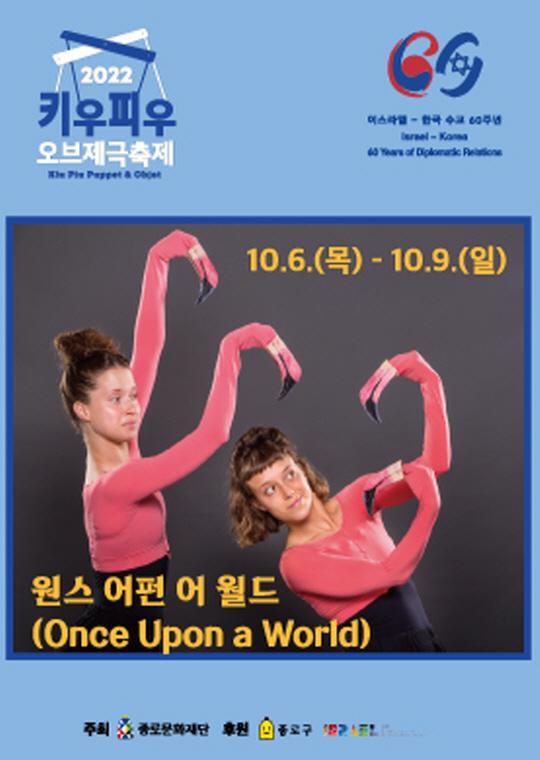 2022
키우피우
오브제극축제
Kiu Piu Puppet & Objet
이스라엘 - 한국 수교 60주년
Israel - Korea
60 Years of Diplomatic Relations
10.6.(목) - 10.9.(일)
원스 어펀 어 월드
(Once Upon a World)
주최 종로문화재단 후원 종로구